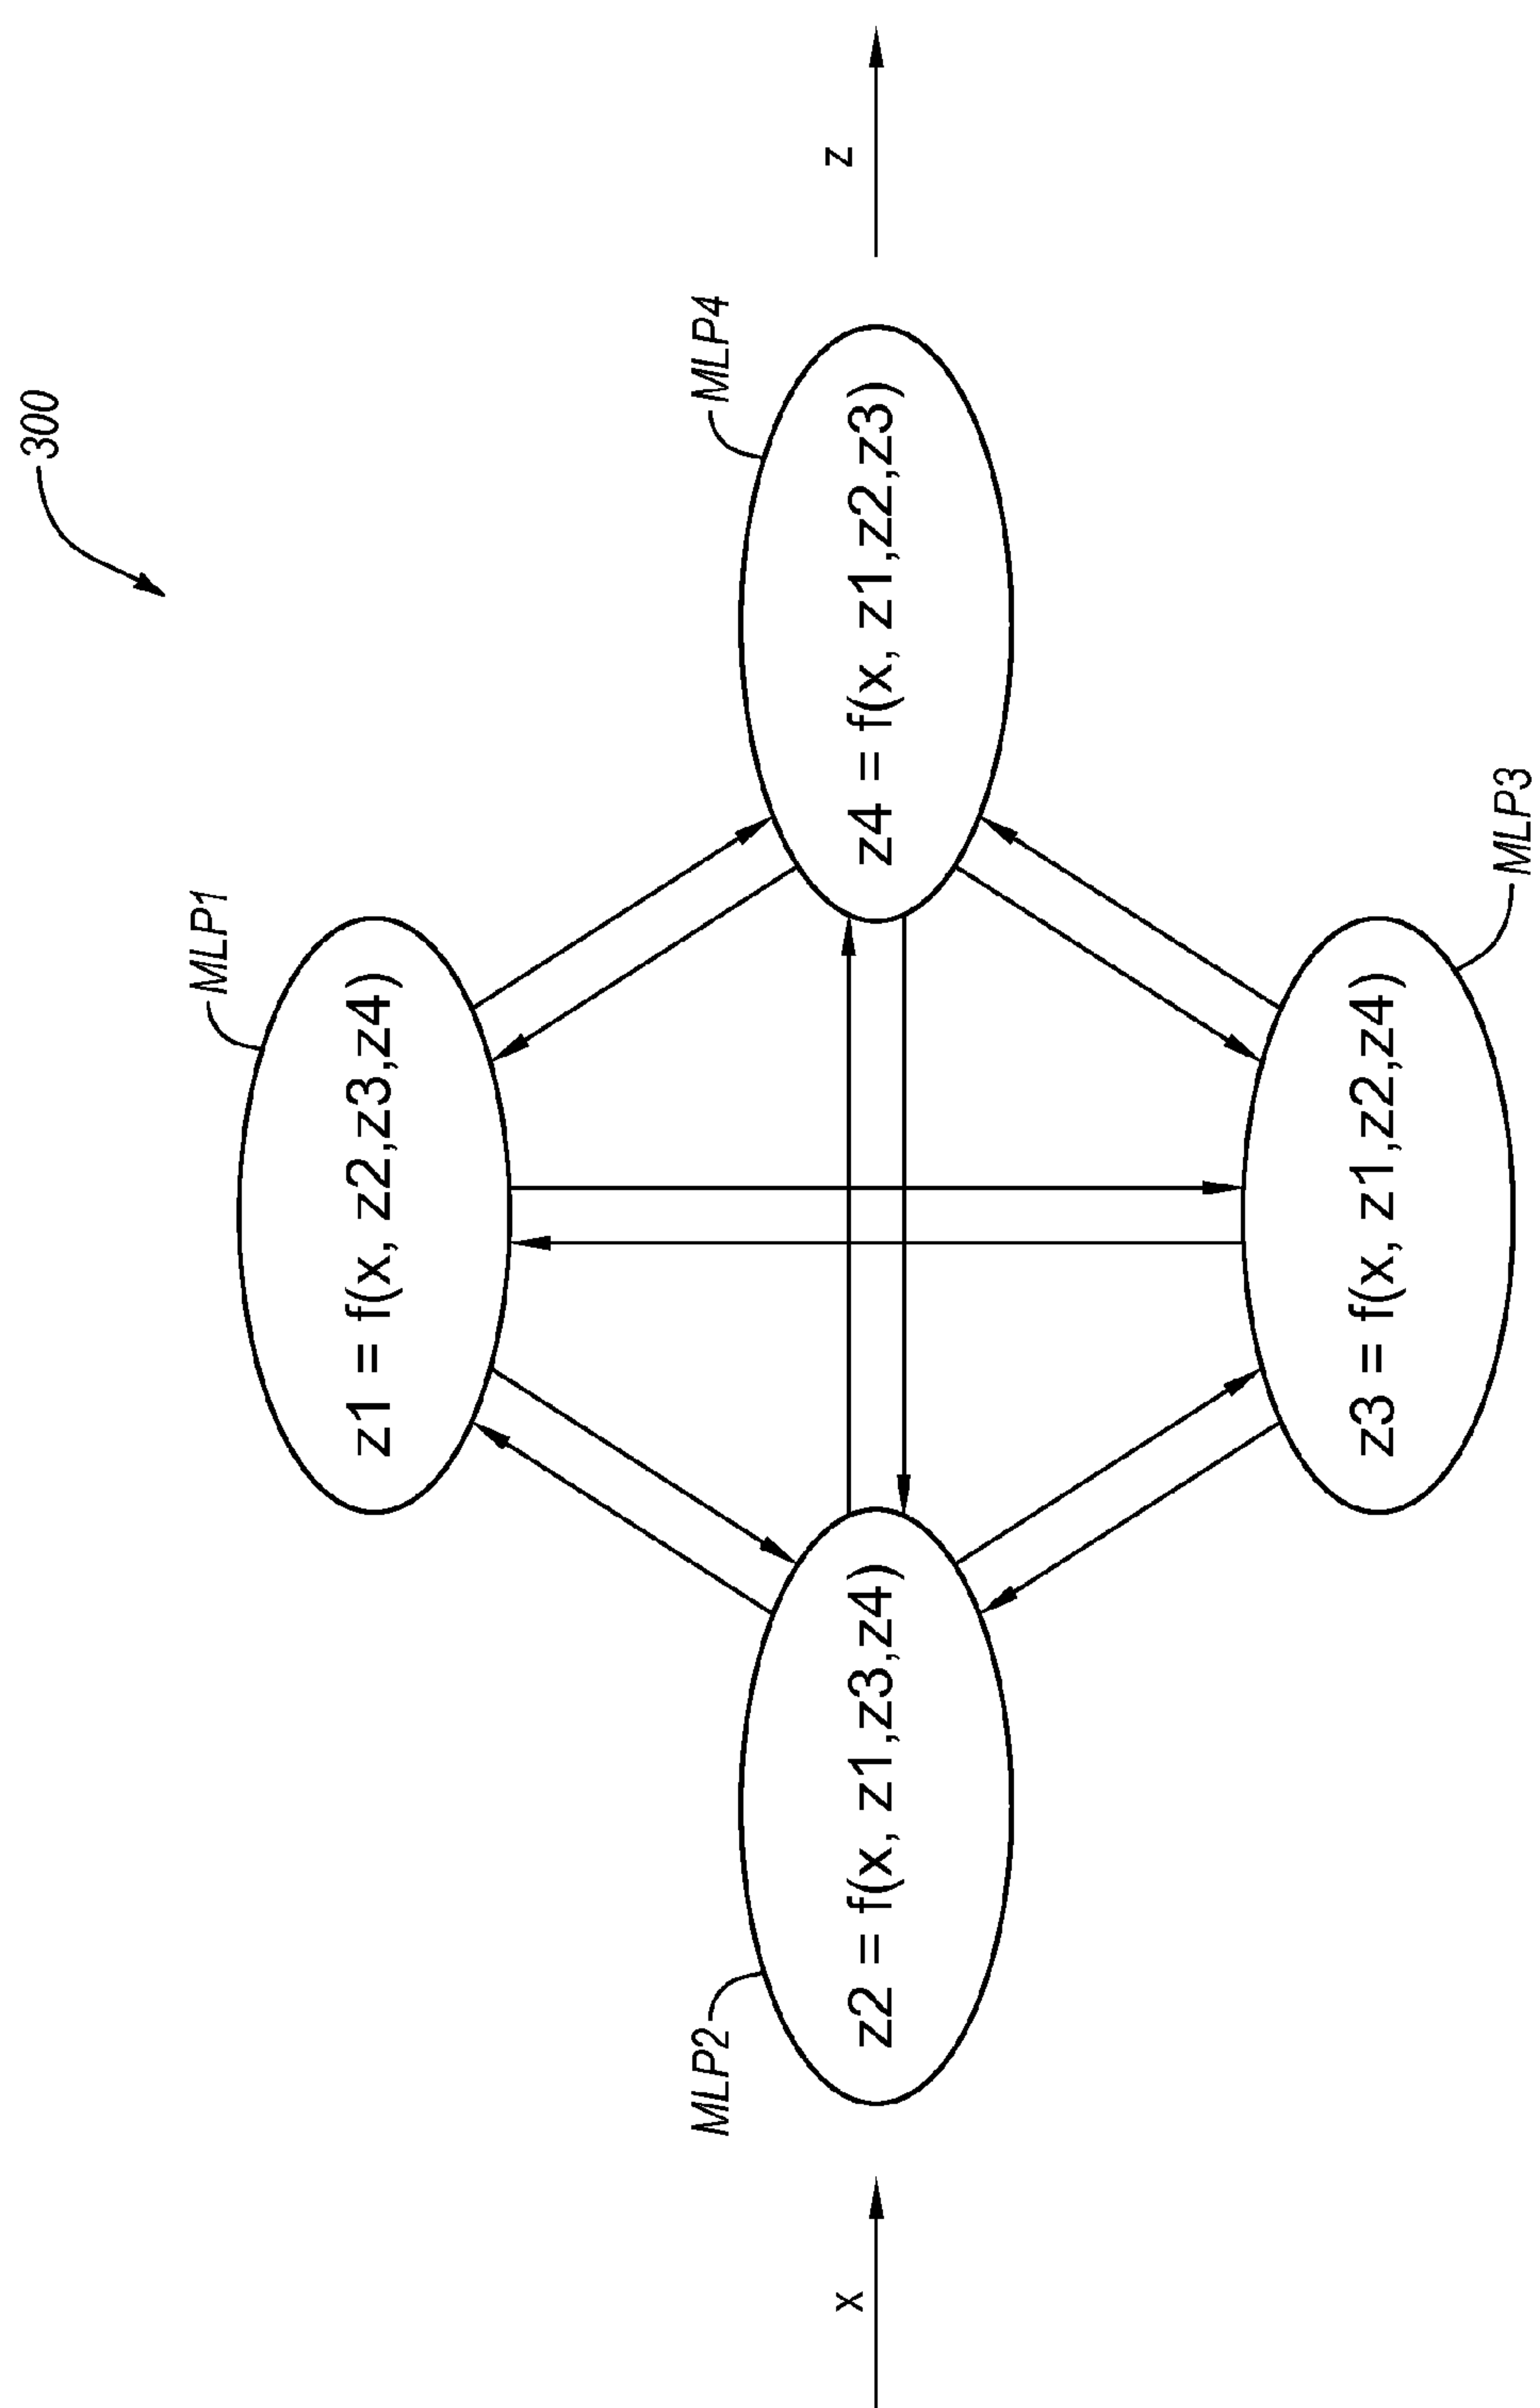 300
MLP1
z1 = f(x, z2,z3,z4)
MLP2
z2 = f(x, z1,z3,z4)
MLP4
z4 = f(x, z1,z2,z3)
x
z
z3 = f(x, z1,z2,z4)
MLP3